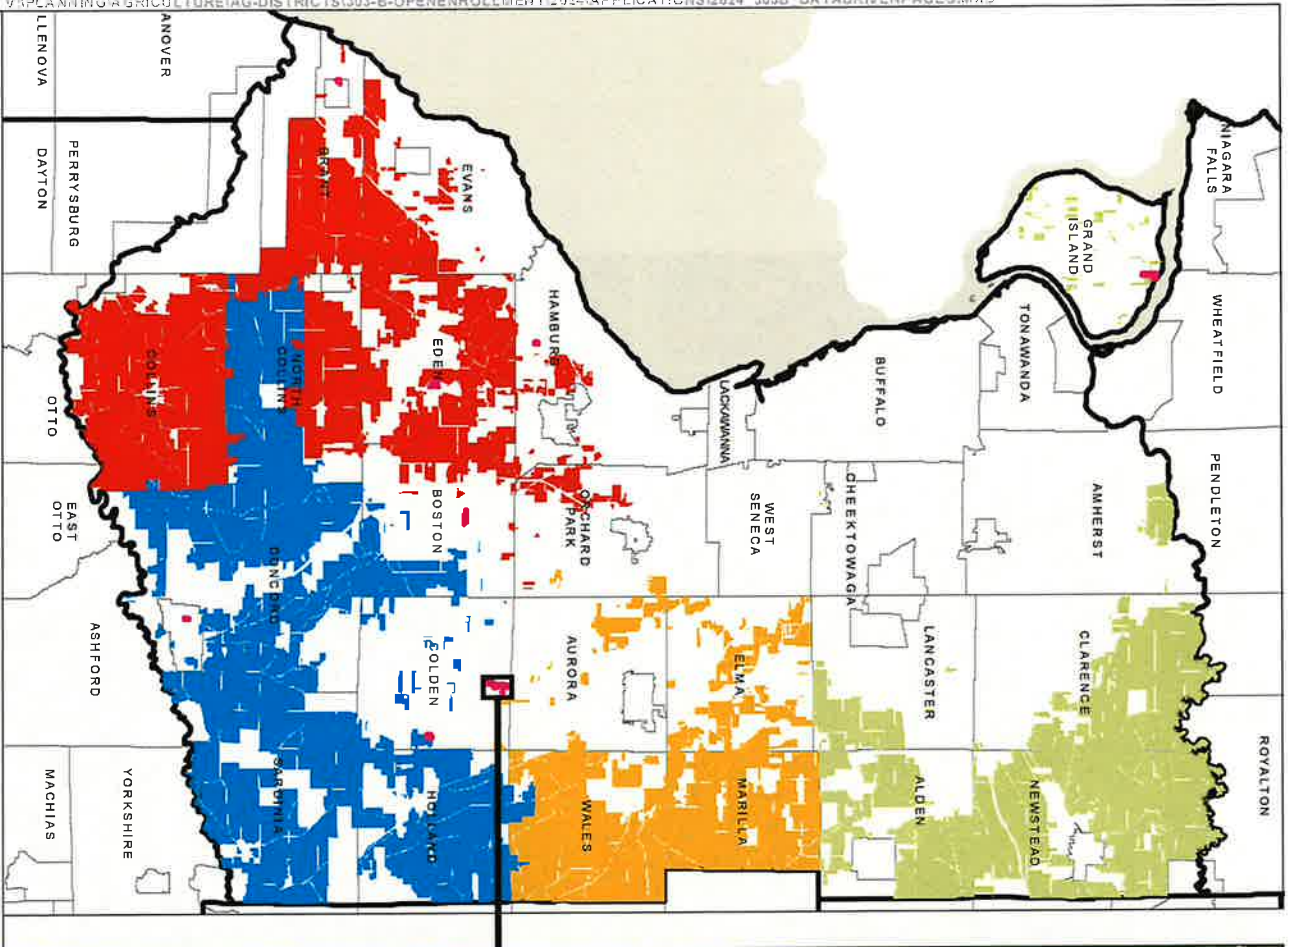 LLENOVA
ANOVER
NIAGARA
FALLS
DAYTON
PERRYSBURG
BRANT
EVANS
GRAND
ISLAND
WHEATFIELD
TONAWANDA
HAMBURG
EDEN
NORTH
COLLINS
COLLINS
OTTO
BUFFALO
LACKAWANNA
PENDLETON
AMHERST
CHEEKTOWAGA
WEST
SENECA
ORCHARD
PARK
BOSTON
CONCORD
EAST
OTTO
ASHFORD
COLDEN
AURORA
ELMA
LANCASTER
CLARENCE
ROYALTON
NEWSTEAD
ALDEN
MARILLA
WALES
HOLLAND
SARDINIA
YORKSHIRE
MACHIAS